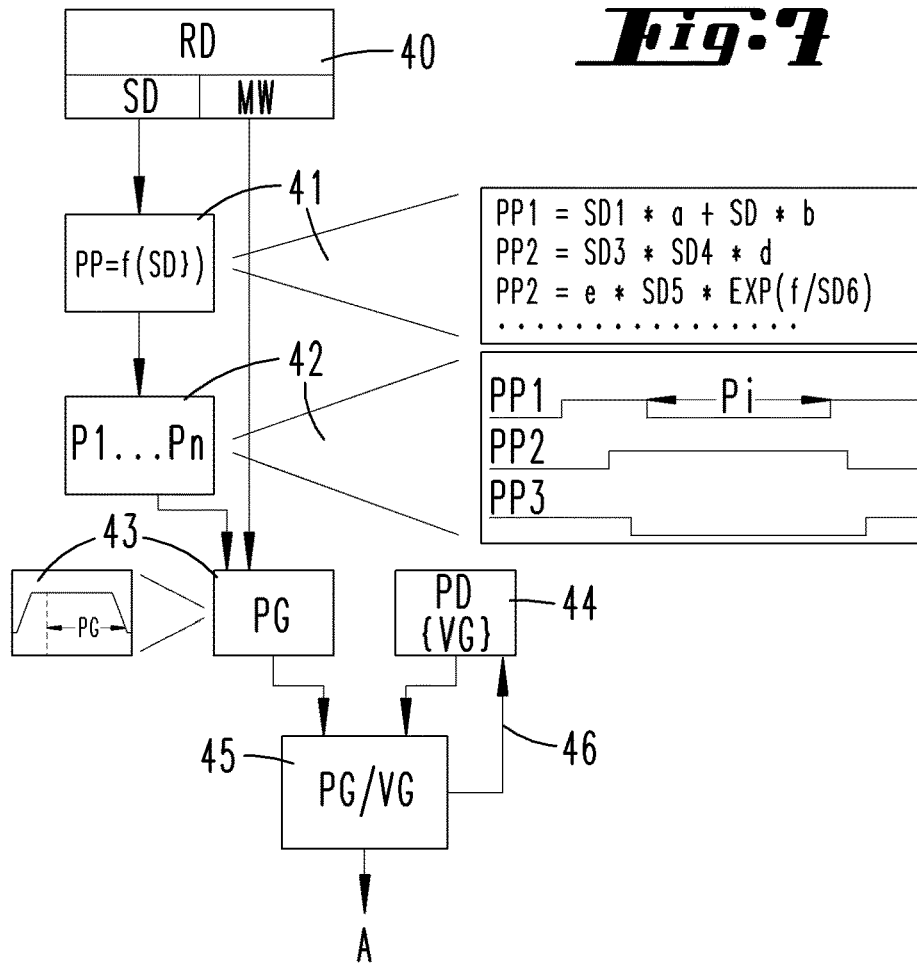 Fig:7
RD
40
SD MW
41
PP=f(SD})
PP1 = SD1 * a + SD * b
PP2 = SD3 * SD4 * d
PP2 = e * SD5 * EXP(f/SD6)
. . . . . . . . . . . . . . . . .
42
P1...Pn
PP1 Pi
PP2
PP3
43
PG
PG
PD
{VG}
44
45
PG/VG
46
A